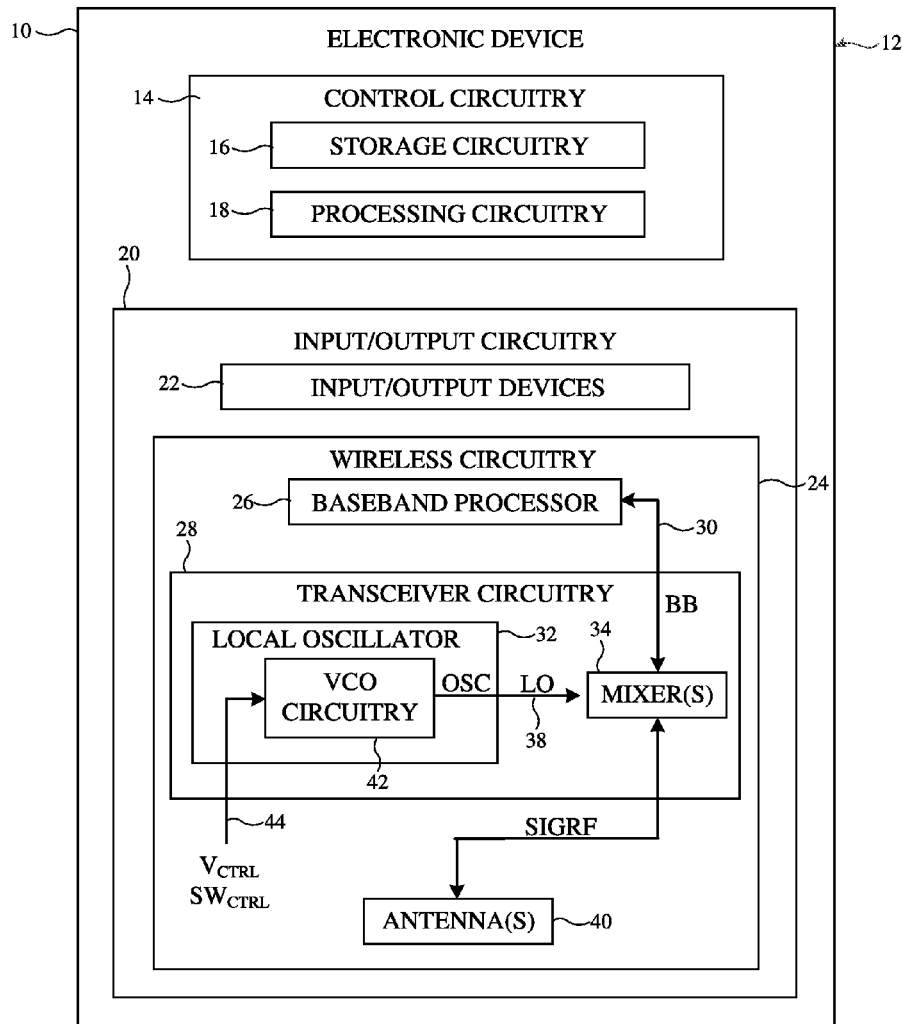 10
ELECTRONIC DEVICE
12
14
CONTROL CIRCUITRY
16
STORAGE CIRCUITRY
18
PROCESSING CIRCUITRY
20
INPUT/OUTPUT CIRCUITRY
22
INPUT/OUTPUT DEVICES
WIRELESS CIRCUITRY
24
26
BASEBAND PROCESSOR
28
30
TRANSCEIVER CIRCUITRY
BB
LOCAL OSCILLATOR
32
34
VCO
CIRCUITRY
OSC
LO
MIXER(S)
38
42
44
SIGRF
VCTRL
SWCTRL
ANTENNA(S)
40